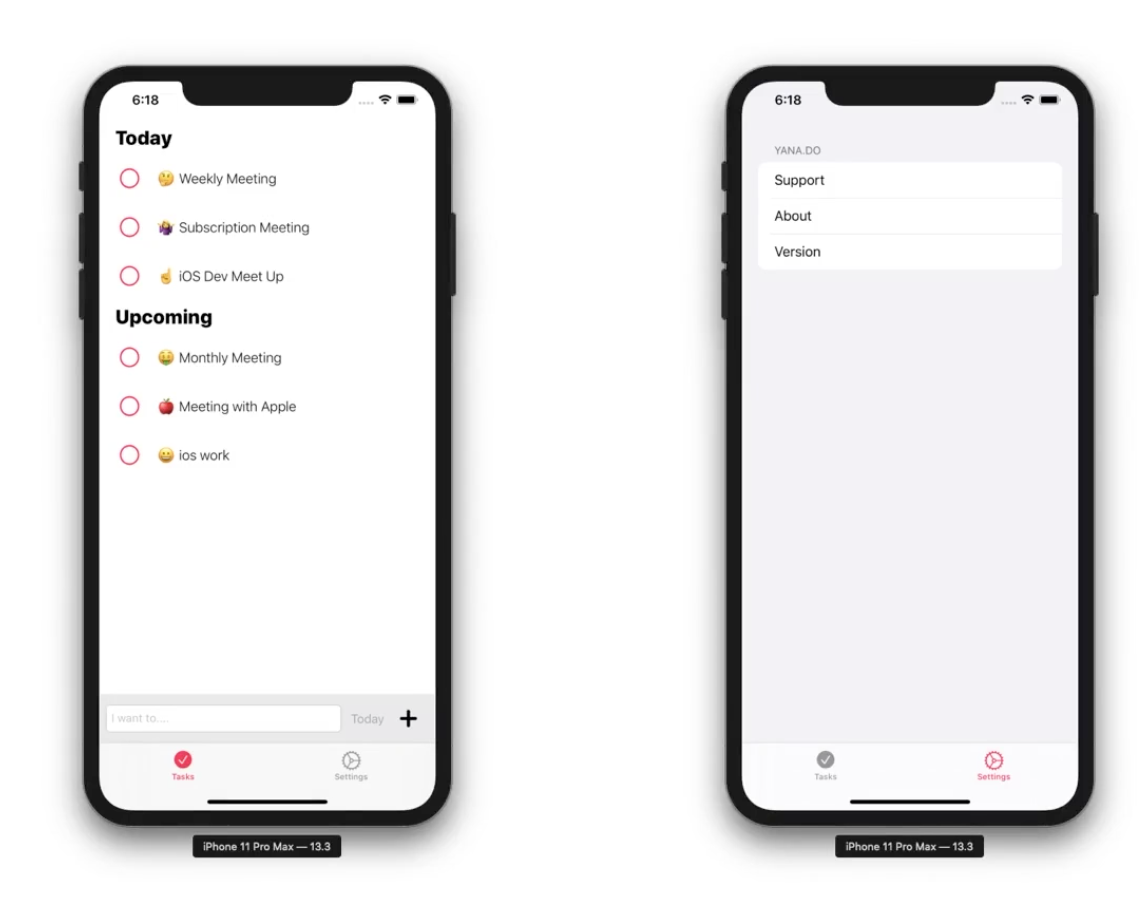 6:18
Today
🤔 Weekly Meeting
🤷‍♀️ Subscription Meeting
☝️ iOS Dev Meet Up
Upcoming
🤑 Monthly Meeting
🍎 Meeting with Apple
😀 ios work
I want to....
Today
Tasks
Settings
iPhone 11 Pro Max — 13.3
6:18
YANA.DO
Support
About
Version
Tasks
Settings
iPhone 11 Pro Max — 13.3